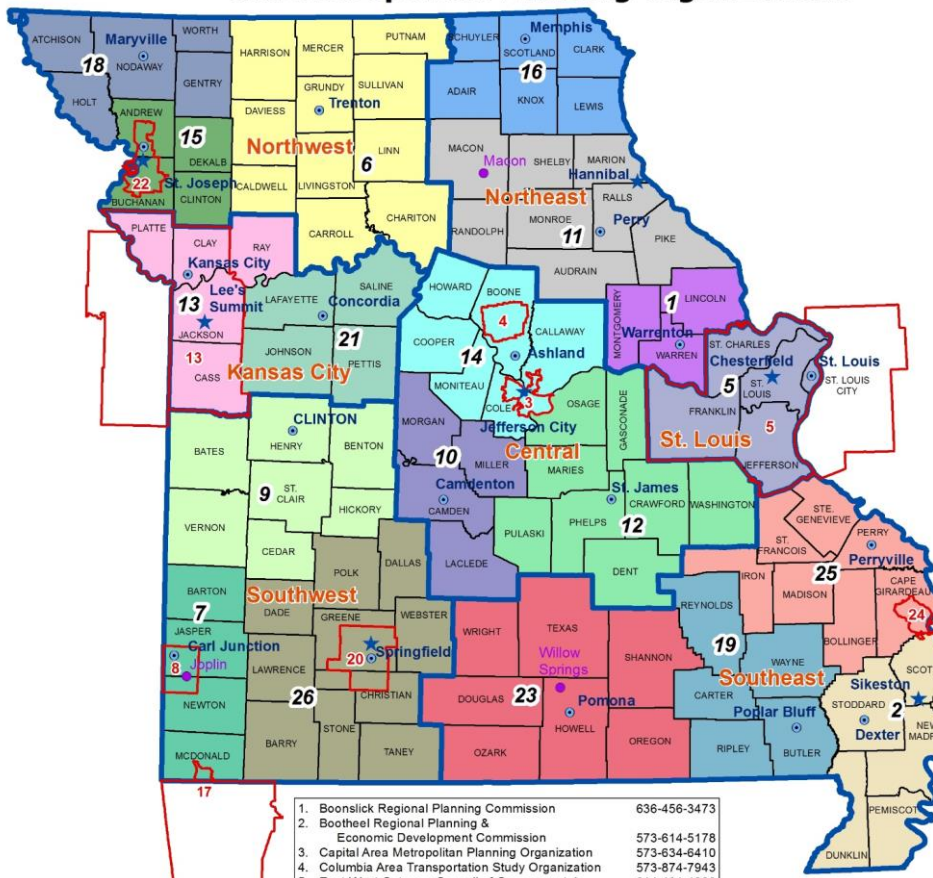 ATCHISON
Maryville
WORTH
NODAWAY
18
HOLT
GENTRY
ANDREW
15
DEKALB
22
St. Joseph
BUCHANAN
CLINTON
HARRISON
MERCER
PUTNAM
GRUNDY
SULLIVAN
Trenton
DAVIESS
Northwest
6
LINN
CALDWELL
LIVINGSTON
CARROLL
CHARITON
SCHUYLER
Memphis
SCOTLAND
CLARK
16
ADAIR
KNOX
LEWIS
MACON
Macon
SHELBY
MARION
Hannibal
Northeast
RALLS
RANDOLPH
MONROE
Perry
11
PIKE
AUDRAIN
PLATTE
CLAY
RAY
Kansas City
13
Lee's
Summit
JACKSON
13
CASS
LAFAYETTE
SALINE
Concordia
21
JOHNSON
PETTIS
Kansas City
HOWARD
BOONE
4
CALLAWAY
COOPER
14
Ashland
MONITEAU
3
COLE
Jefferson City
OSAGE
GASCONADE
MONTGOMERY
1
LINCOLN
Warrenton
WARREN
ST. CHARLES
Chesterfield
St. Louis
5
ST.
LOUIS
ST. LOUIS
CITY
FRANKLIN
5
St. Louis
JEFFERSON
CLINTON
HENRY
BENTON
BATES
9
ST.
CLAIR
HICKORY
VERNON
CEDAR
MORGAN
10
MILLER
Camdenton
CAMDEN
LACLEDE
Central
MARIES
St. James
CRAWFORD
WASHINGTON
PHELPS
12
PULASKI
DENT
STE.
GENEVIEVE
ST.
FRANCOIS
PERRY
Perryville
25
IRON
MADISON
CAPE
GIRARDEAU
24
BOLLINGER
BARTON
7
JASPER
Carl Junction
8
Joplin
NEWTON
MCDONALD
17
POLK
DALLAS
Southwest
DADE
GREENE
WEBSTER
Springfield
20
LAWRENCE
26
CHRISTIAN
STONE
BARRY
TANEY
WRIGHT
TEXAS
Willow
Springs
SHANNON
DOUGLAS
23
Pomona
HOWELL
OZARK
OREGON
REYNOLDS
19
WAYNE
Southeast
CARTER
Poplar Bluff
RIPLEY
BUTLER
SCOT
Sikeston
STODDARD
2
Dexter
NEW
MADR
PEMISCOT
DUNKLIN
1. Boonslick Regional Planning Commission 636-456-3473
2. Bootheel Regional Planning &
Economic Development Commission 573-614-5178
3. Capital Area Metropolitan Planning Organization 573-634-6410
4. Columbia Area Transportation Study Organization 573-874-7943